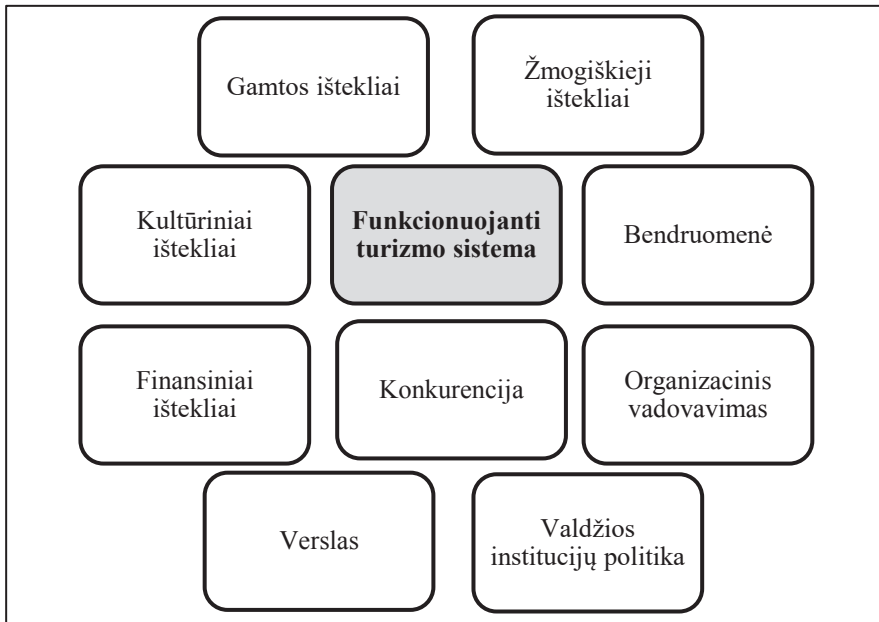 Gamtos ištekliai
Žmogiškieji
ištekliai
Kultūriniai
ištekliai
Funkcionuojanti
turizmo sistema
Bendruomenė
Finansiniai
ištekliai
Konkurencija
Organizacinis
vadovavimas
Verslas
Valdžios
institucijų politika